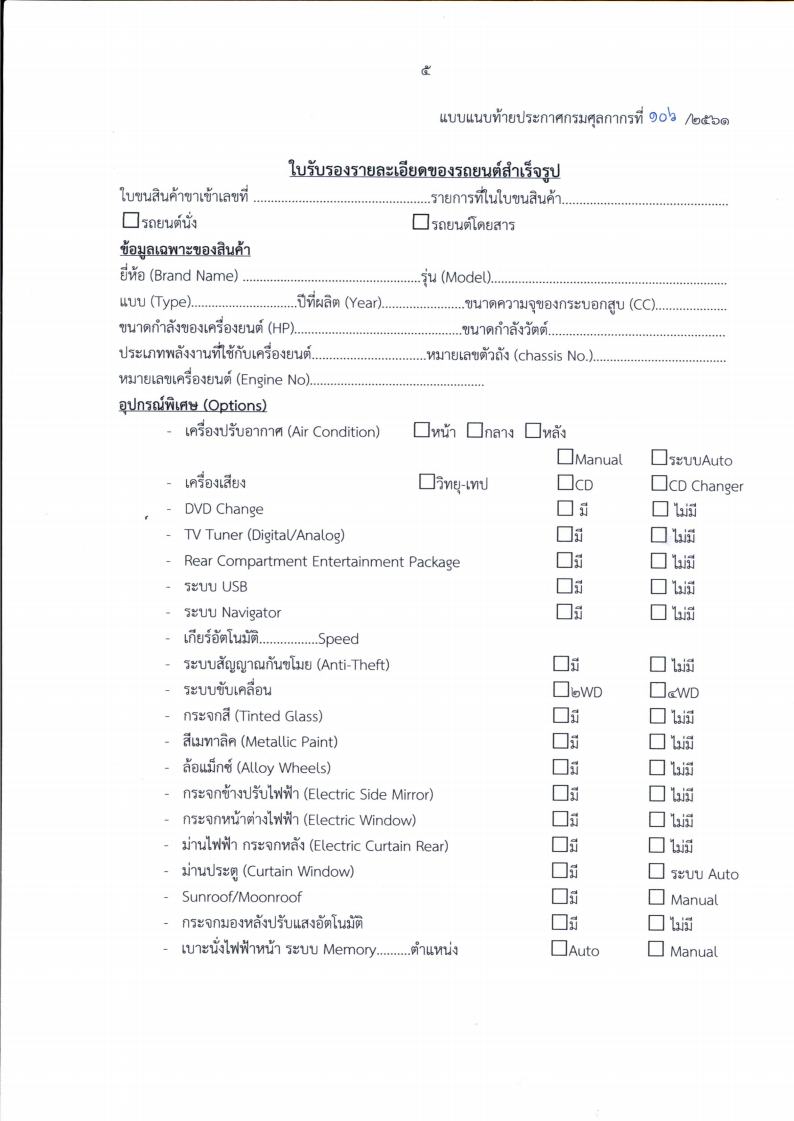 ๕
แบบแนบท้ายประกาศกรมศุลกากรที่ ๑๐๖ /๒๕๖๑
ใบรับรองรายละเอียดของรถยนต์สำเร็จรูป
ใบขนสินค้าขาเข้าเลขที่ ..............................................รายการที่ในใบขนสินค้า...........................................
☐รถยนต์นั่ง ☐รถยนต์โดยสาร
ข้อมูลเฉพาะของสินค้า
ยี่ห้อ (Brand Name) ..............................................รุ่น (Model).............................................................
แบบ (Type)...........................ปีที่ผลิต (Year).....................ขนาดความจุของกระบอกสูบ (CC)...................
ขนาดกำลังของเครื่องยนต์ (HP)...........................................ขนาดกำลังวัตต์..............................................
ประเภทพลังงานที่ใช้กับเครื่องยนต์.............................หมายเลขตัวถัง (chassis No.)..................................
หมายเลขเครื่องยนต์ (Engine No).............................................
อุปกรณ์พิเศษ (Options)
- เครื่องปรับอากาศ (Air Condition) ☐หน้า ☐กลาง ☐หลัง
☐Manual ☐ระบบAuto
- เครื่องเสียง ☐วิทยุ-เทป ☐CD ☐CD Changer
- DVD Change ☐ มี ☐ ไม่มี
- TV Tuner (Digital/Analog) ☐มี ☐ ไม่มี
- Rear Compartment Entertainment Package ☐มี ☐ ไม่มี
- ระบบ USB ☐มี ☐ ไม่มี
- ระบบ Navigator ☐มี ☐ ไม่มี
- เกียร์อัตโนมัติ.................Speed
- ระบบสัญญาณกันขโมย (Anti-Theft) ☐มี ☐ ไม่มี
- ระบบขับเคลื่อน ☐๒WD ☐๔WD
- กระจกสี (Tinted Glass) ☐มี ☐ ไม่มี
- สีเมทาลิค (Metallic Paint) ☐มี ☐ ไม่มี
- ล้อแม็กซ์ (Alloy Wheels) ☐มี ☐ ไม่มี
- กระจกข้างปรับไฟฟ้า (Electric Side Mirror) ☐มี ☐ ไม่มี
- กระจกหน้าต่างไฟฟ้า (Electric Window) ☐มี ☐ ไม่มี
- ม่านไฟฟ้า กระจกหลัง (Electric Curtain Rear) ☐มี ☐ ไม่มี
- ม่านประตู (Curtain Window) ☐มี ☐ ระบบ Auto
- Sunroof/Moonroof ☐มี ☐ Manual
- กระจกมองหลังปรับแสงอัตโนมัติ ☐มี ☐ ไม่มี
- เบาะนั่งไฟฟ้าหน้า ระบบ Memory..........ตำแหน่ง ☐Auto ☐ Manual